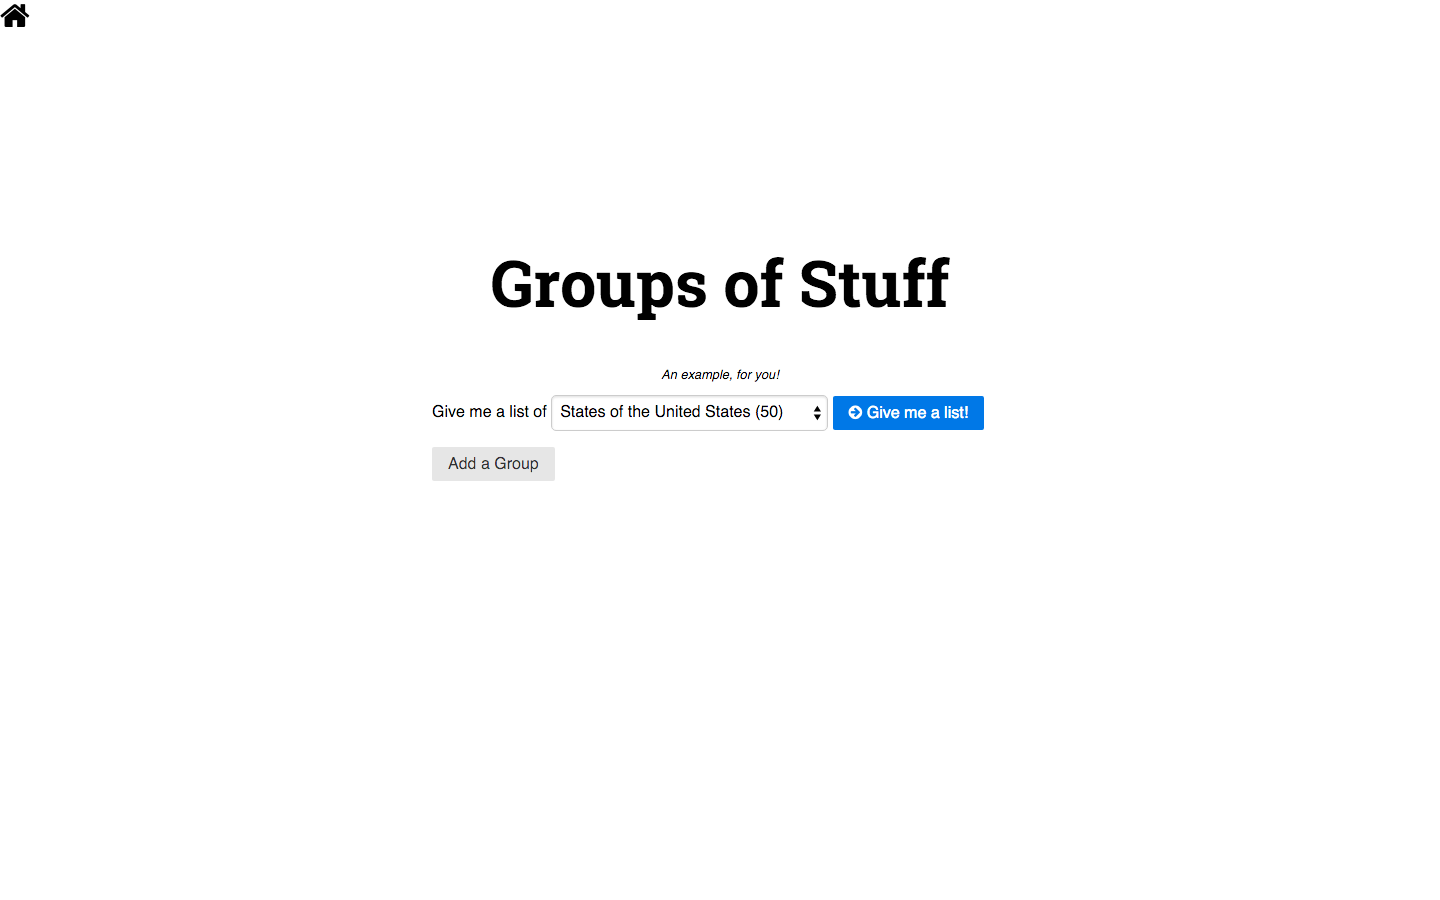 Groups of Stuff
An example, for you!
Give me a list of States of the United States (50) Give me a list!
Add a Group